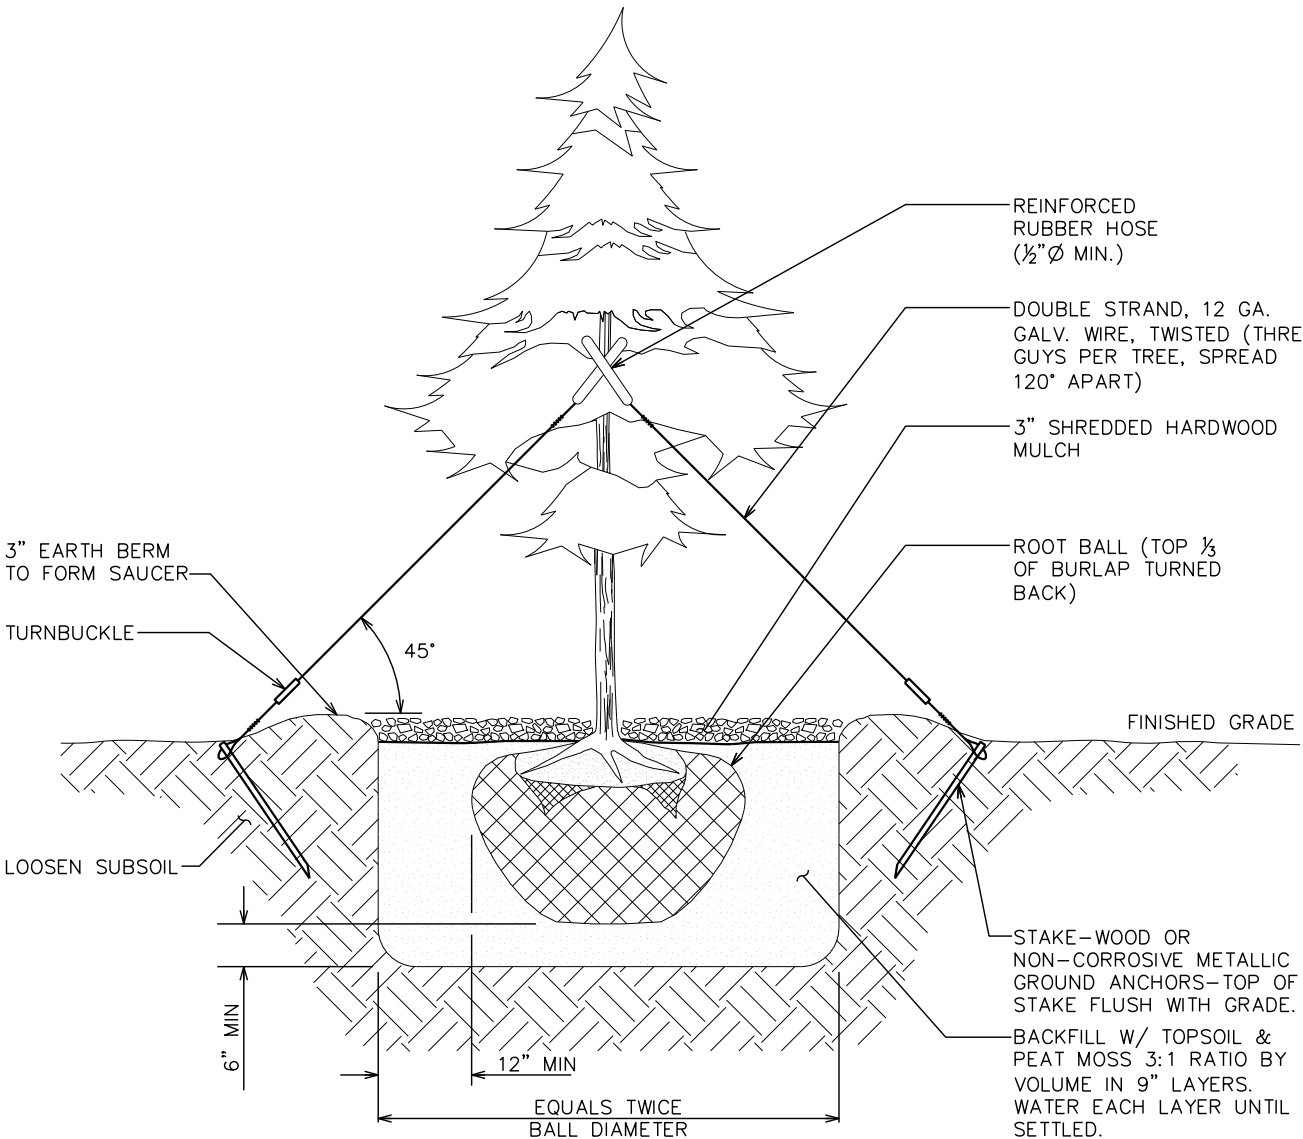 REINFORCED
RUBBER HOSE
(½"Ø MIN.)
DOUBLE STRAND, 12 GA.
GALV. WIRE, TWISTED (THRE
GUYS PER TREE, SPREAD
120° APART)
3" SHREDDED HARDWOOD
MULCH
ROOT BALL (TOP ⅓
OF BURLAP TURNED
BACK)
3" EARTH BERM
TO FORM SAUCER
TURNBUCKLE
45°
FINISHED GRADE
LOOSEN SUBSOIL
STAKE-WOOD OR
NON-CORROSIVE METALLIC
GROUND ANCHORS-TOP OF
STAKE FLUSH WITH GRADE.
BACKFILL W/ TOPSOIL &
PEAT MOSS 3:1 RATIO BY
VOLUME IN 9" LAYERS.
WATER EACH LAYER UNTIL
SETTLED.
6" MIN
12" MIN
EQUALS TWICE
BALL DIAMETER